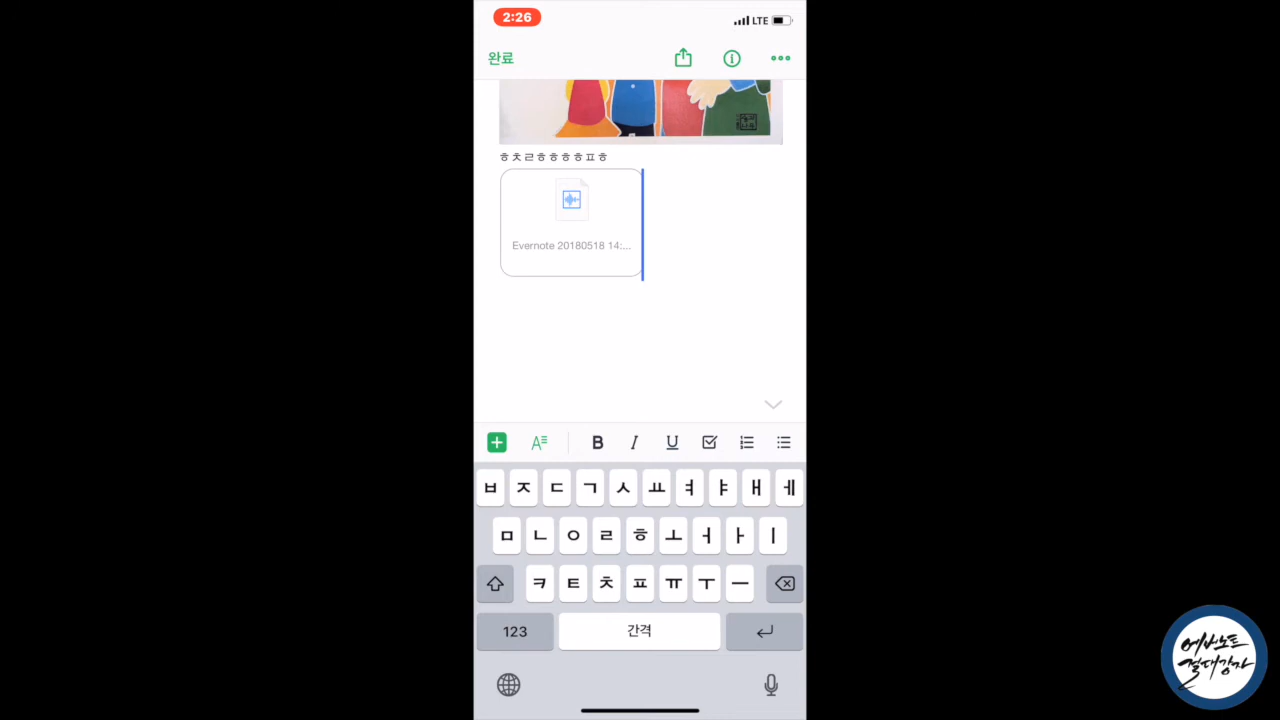 2:26
LTE
완료
ㅎㅊㄹㅎㅎㅎㅎㅍㅎ
Evernote 20180518 14:...
B I U
ㅂ ㅈ ㄷ ㄱ ㅅ ㅛ ㅕ ㅑ ㅐ ㅔ
ㅁ ㄴ ㅇ ㄹ ㅎ ㅗ ㅓ ㅏ ㅣ
ㅋ ㅌ ㅊ ㅍ ㅠ ㅜ ㅡ
123 간격
에버노트
절대강자